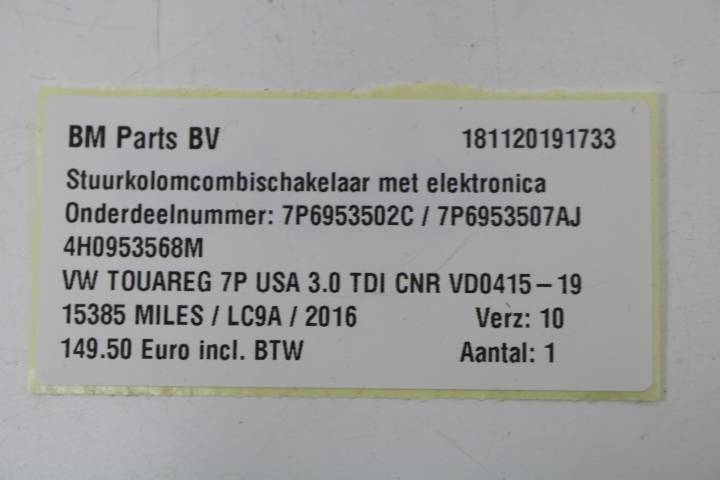 BM Parts BV 181120191733
Stuurkolomcombischakelaar met elektronica
Onderdeelnummer: 7P6953502C / 7P6953507AJ
4H0953568M
VW TOUAREG 7P USA 3.0 TDI CNR VD0415-19
15385 MILES / LC9A / 2016 Verz: 10
149.50 Euro incl. BTW Aantal: 1